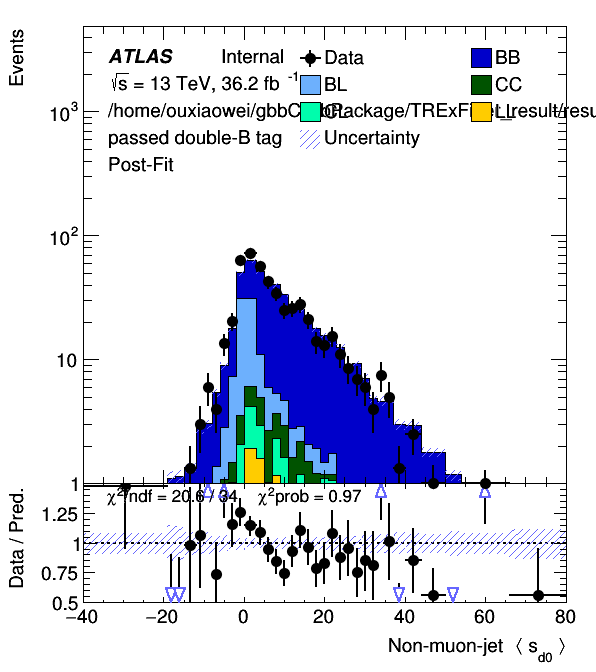 Events
ATLAS Internal
√s = 13 TeV, 36.2 fb -1
passed double-B tag
Post-Fit
Data
BB
BL
CC
CL
LL
Uncertainty
10³
10²
10
1
χ²/ndf = 20.6 / 34 χ²prob = 0.97
Data / Pred.
1.25
1
0.75
0.5
−40 −20 0 20 40 60 80
Non-muon-jet ⟨ s_d0 ⟩